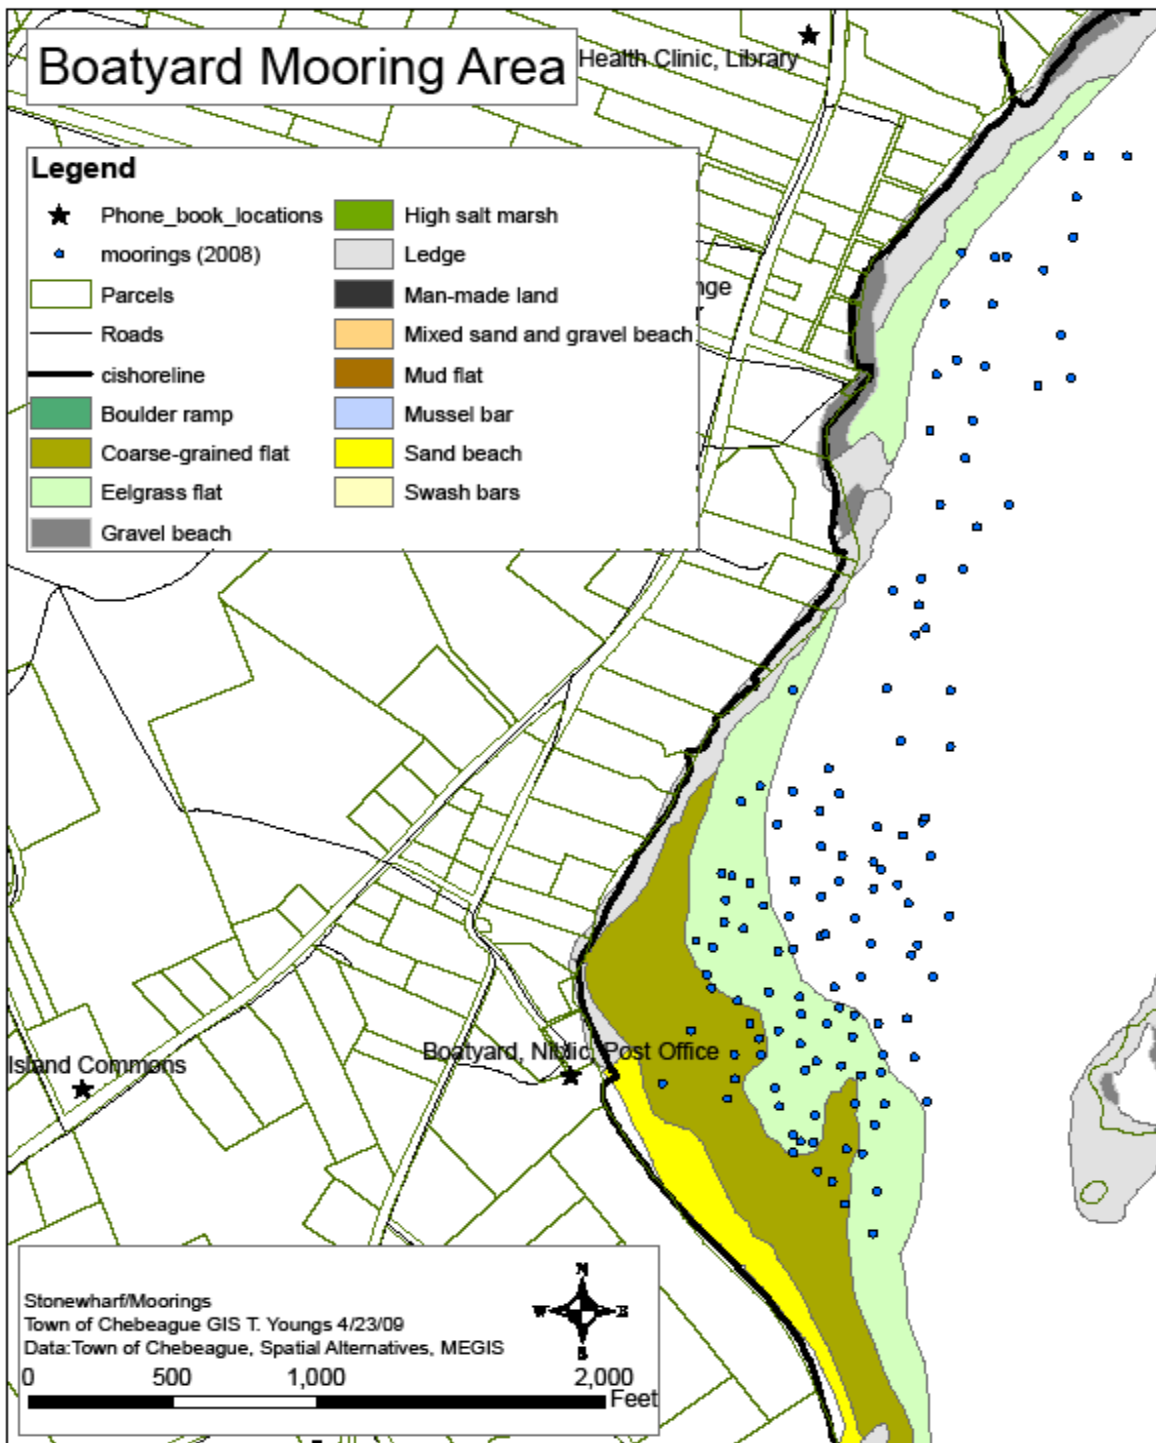 Boatyard Mooring Area
Health Clinic, Library
Legend
Phone_book_locations
moorings (2008)
Parcels
Roads
cishoreline
Boulder ramp
Coarse-grained flat
Eelgrass flat
Gravel beach
High salt marsh
Ledge
Man-made land
Mixed sand and gravel beach
Mud flat
Mussel bar
Sand beach
Swash bars
nge
Island Commons
Boatyard, Niblic, Post Office
Stonewharf/Moorings
Town of Chebeague GIS T. Youngs 4/23/09
Data:Town of Chebeague, Spatial Alternatives, MEGIS
N
W E
S
0 500 1,000 2,000
Feet